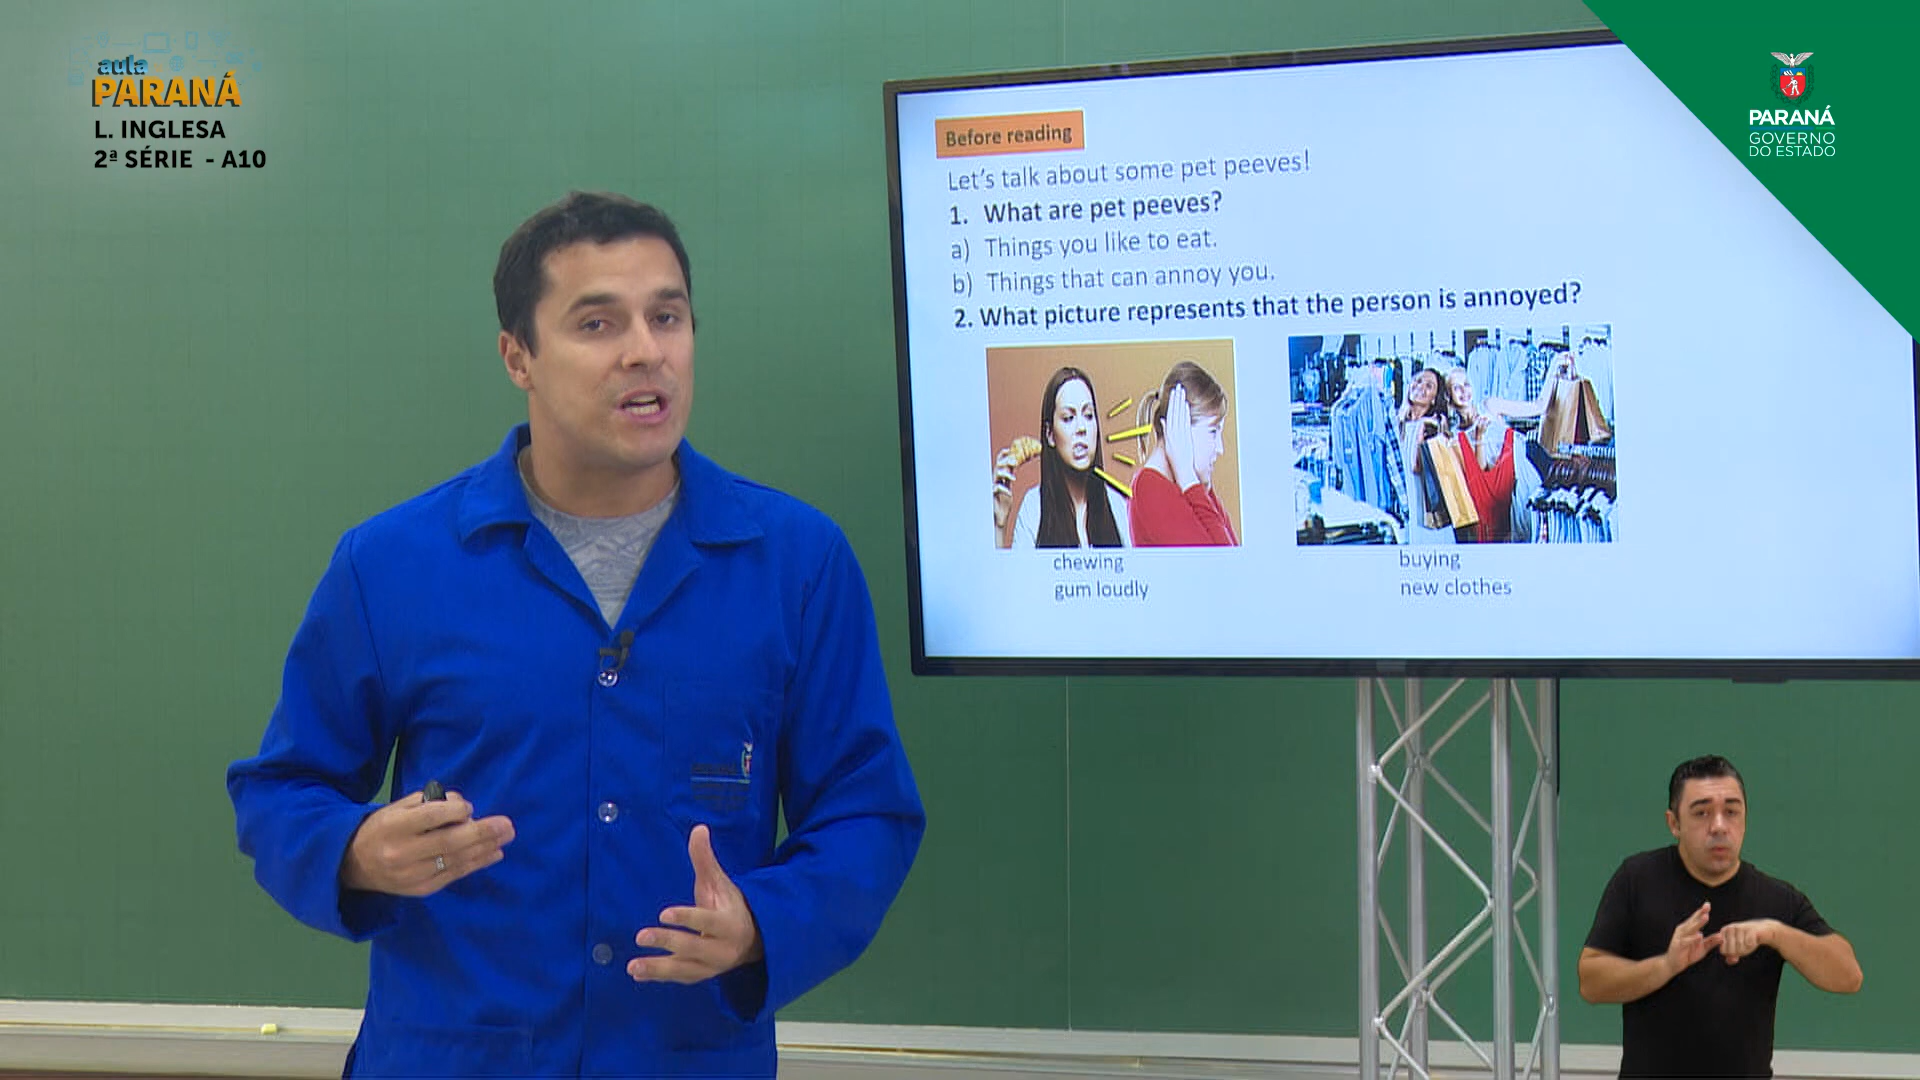 aula
PARANÁ
L. INGLESA
2ª SÉRIE - A10
PARANÁ
GOVERNO
DO ESTADO
Before reading
Let's talk about some pet peeves!
1. What are pet peeves?
a) Things you like to eat.
b) Things that can annoy you.
2. What picture represents that the person is annoyed?
chewing
gum loudly
buying
new clothes